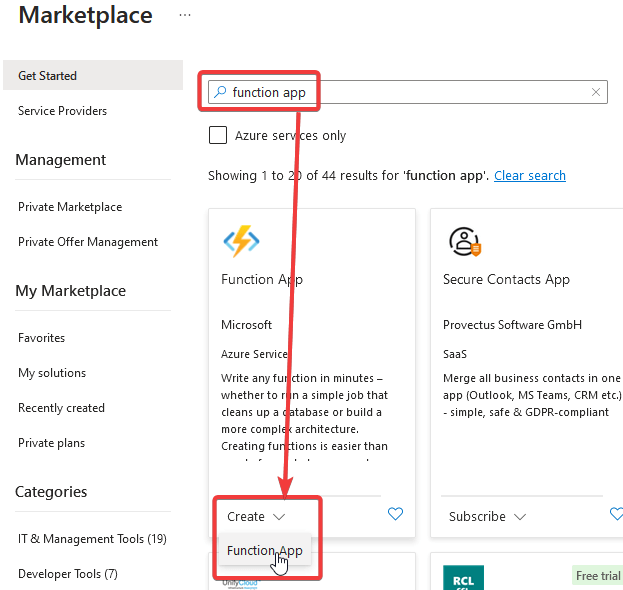 Marketplace ...
Get Started
Service Providers
Management
Private Marketplace
Private Offer Management
My Marketplace
Favorites
My solutions
Recently created
Private plans
Categories
IT & Management Tools (19)
Developer Tools (7)
function app
Azure services only
Showing 1 to 20 of 44 results for 'function app'. Clear search
Function App
Microsoft
Azure Service
Write any function in minutes –
whether to run a simple job that
cleans up a database or build a
more complex architecture.
Creating functions is easier than
Create
Function App
UnifyCloud
Secure Contacts App
Provectus Software GmbH
SaaS
Merge all business contacts in one
app (Outlook, MS Teams, CRM etc.)
- simple, safe & GDPR-compliant
Subscribe
RCL
Free trial